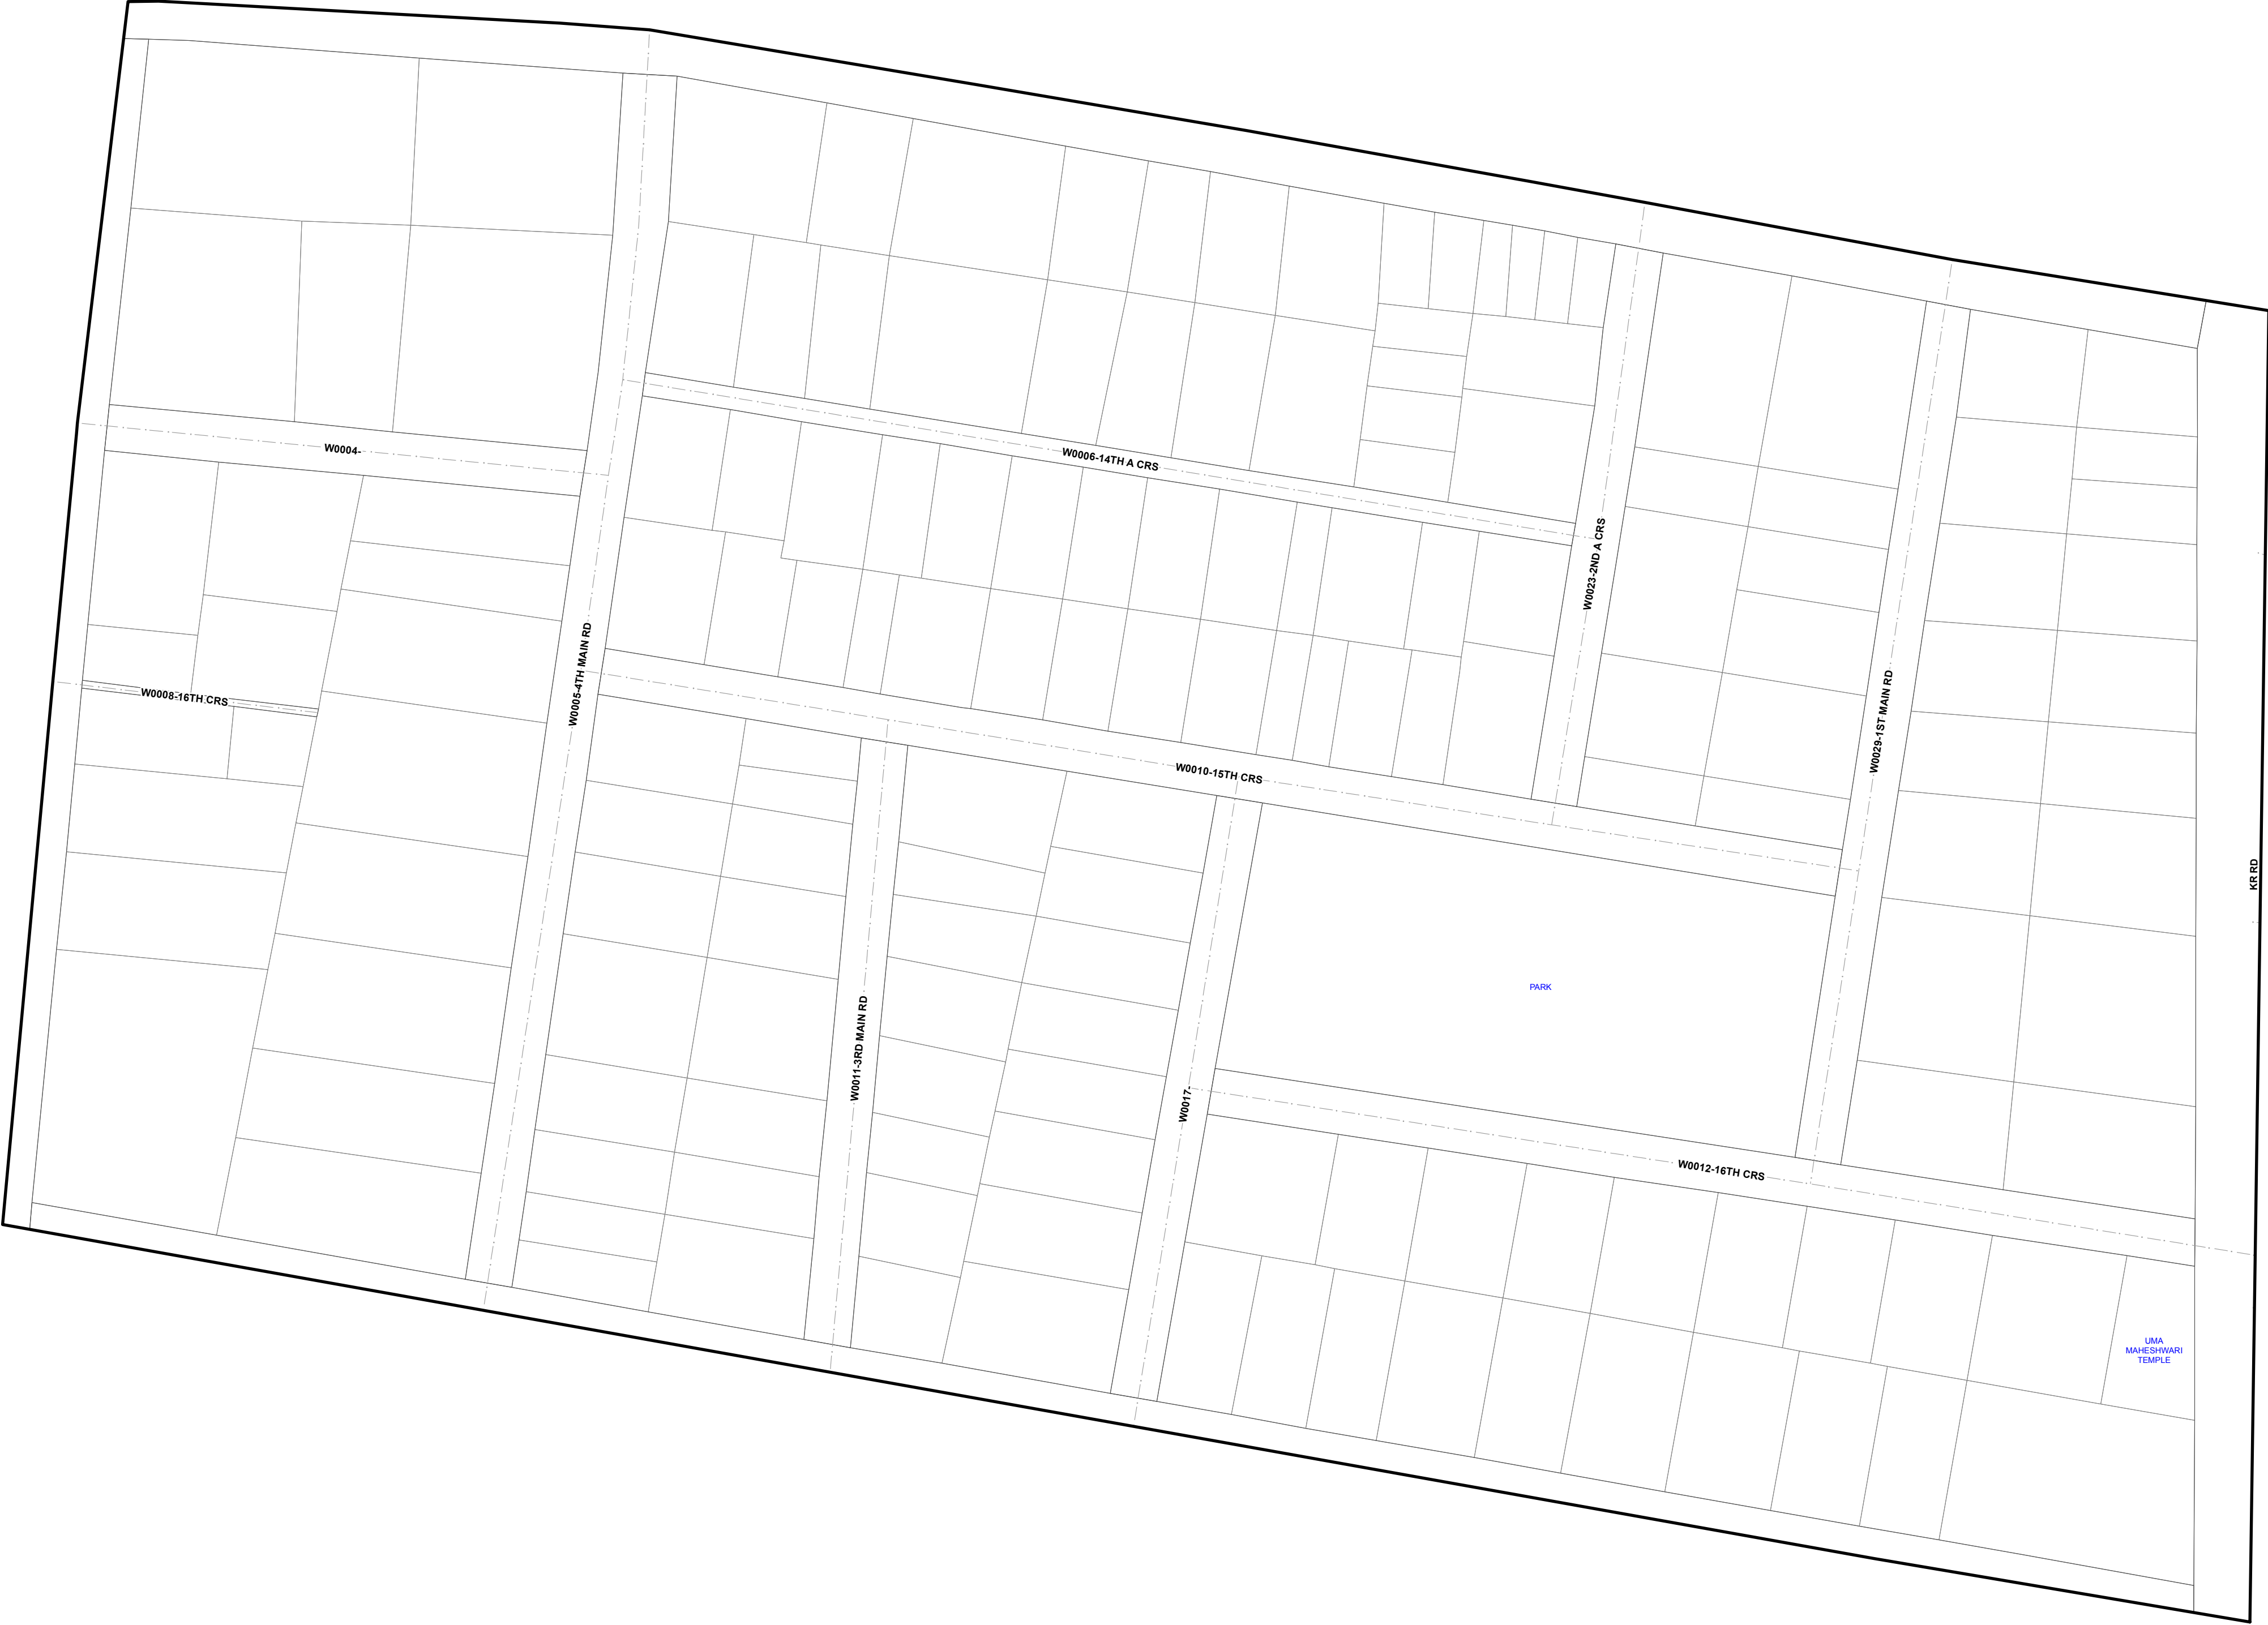 W0004-
W0006-14TH A CRS
W0023-2ND A CRS
W0005-4TH MAIN RD
W0008-16TH CRS
W0029-1ST MAIN RD
W0010-15TH CRS
KR RD
PARK
W0011-3RD MAIN RD
W0017-
W0012-16TH CRS
UMA
MAHESHWARI
TEMPLE